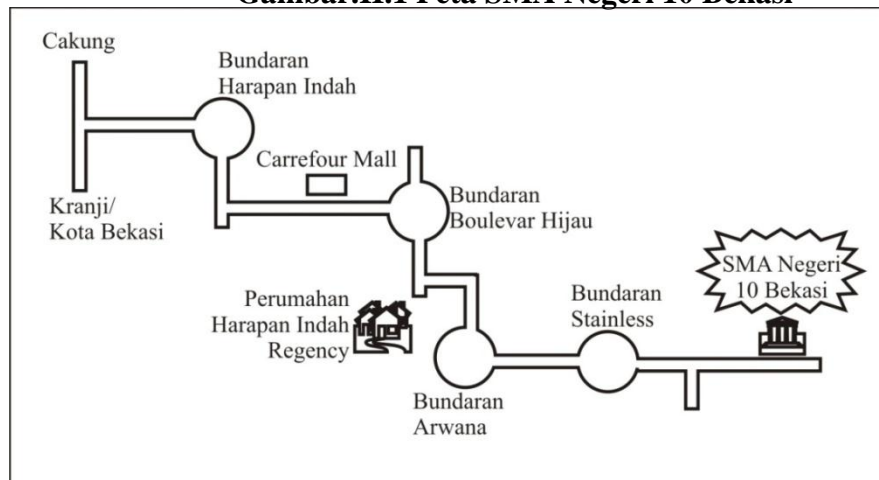 Gambar.II.1 Peta SMA Negeri 10 Bekasi
Cakung
Bundaran
Harapan Indah
Carrefour Mall
Kranji/
Kota Bekasi
Bundaran
Boulevar Hijau
SMA Negeri
10 Bekasi
Perumahan
Harapan Indah
Regency
Bundaran
Stainless
Bundaran
Arwana